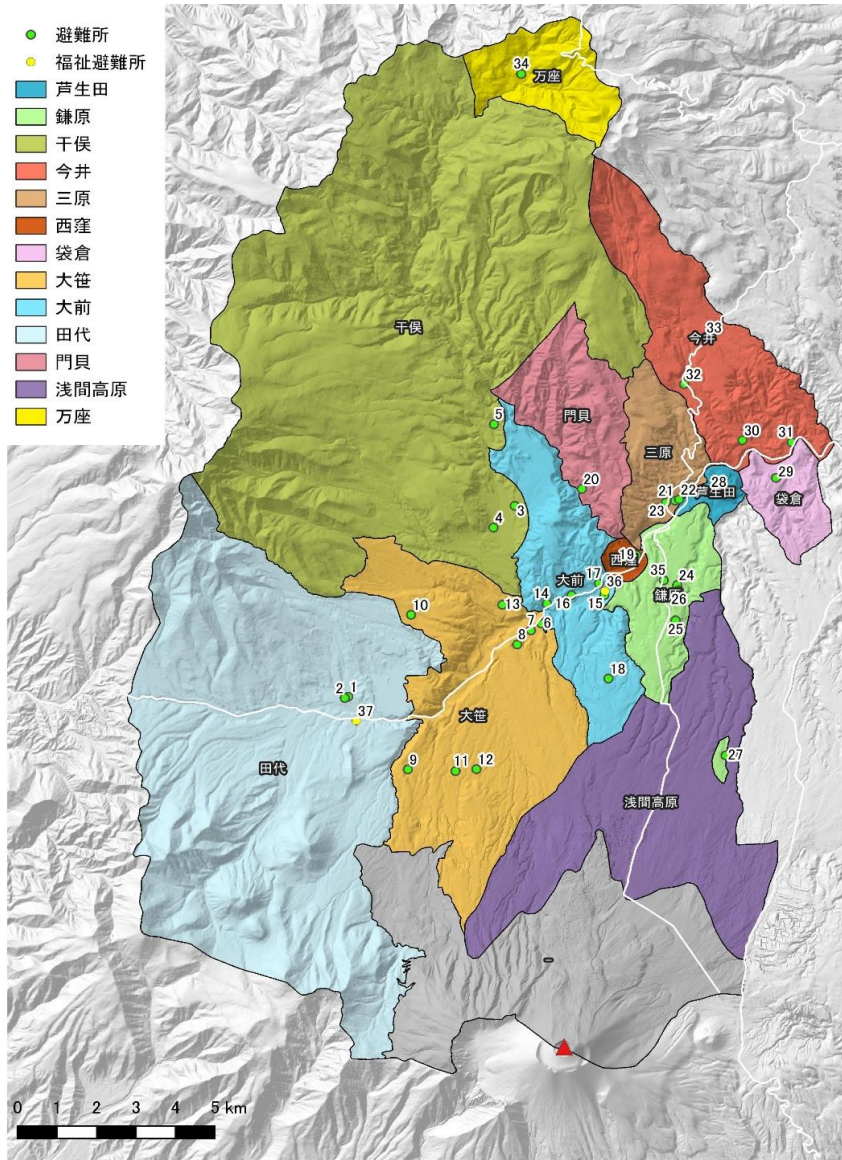 避難所
福祉避難所
芦生田
鎌原
干俣
今井
三原
西窪
袋倉
大笹
大前
田代
門貝
浅間高原
万座
34
万座
33
今井
干俣
32
門貝
5
30
31
三原
20
29
28
芦生田
袋倉
21
22
23
3
4
19
西窪
17
36
35
24
大前
鎌原
10
13
14
16
15
26
7
6
25
8
18
2
1
37
大笹
27
9
11
12
田代
浅間高原
-
0 1 2 3 4 5 km